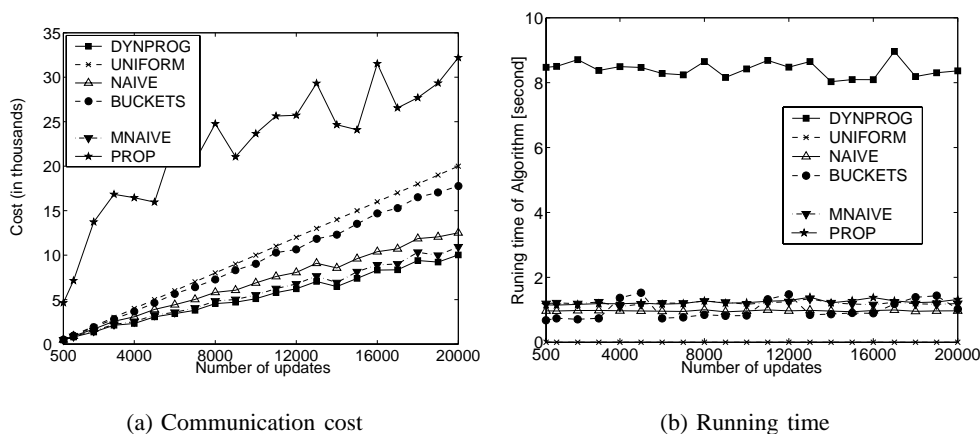 35
30
25
20
15
10
5
0
Cost (in thousands)
DYNPROG
UNIFORM
NAIVE
BUCKETS
MNAIVE
PROP
500 4000 8000 12000 16000 20000
Number of updates
(a) Communication cost
10
8
6
4
2
0
Running time of Algorithm [second]
DYNPROG
UNIFORM
NAIVE
BUCKETS
MNAIVE
PROP
500 4000 8000 12000 16000 20000
Number of updates
(b) Running time